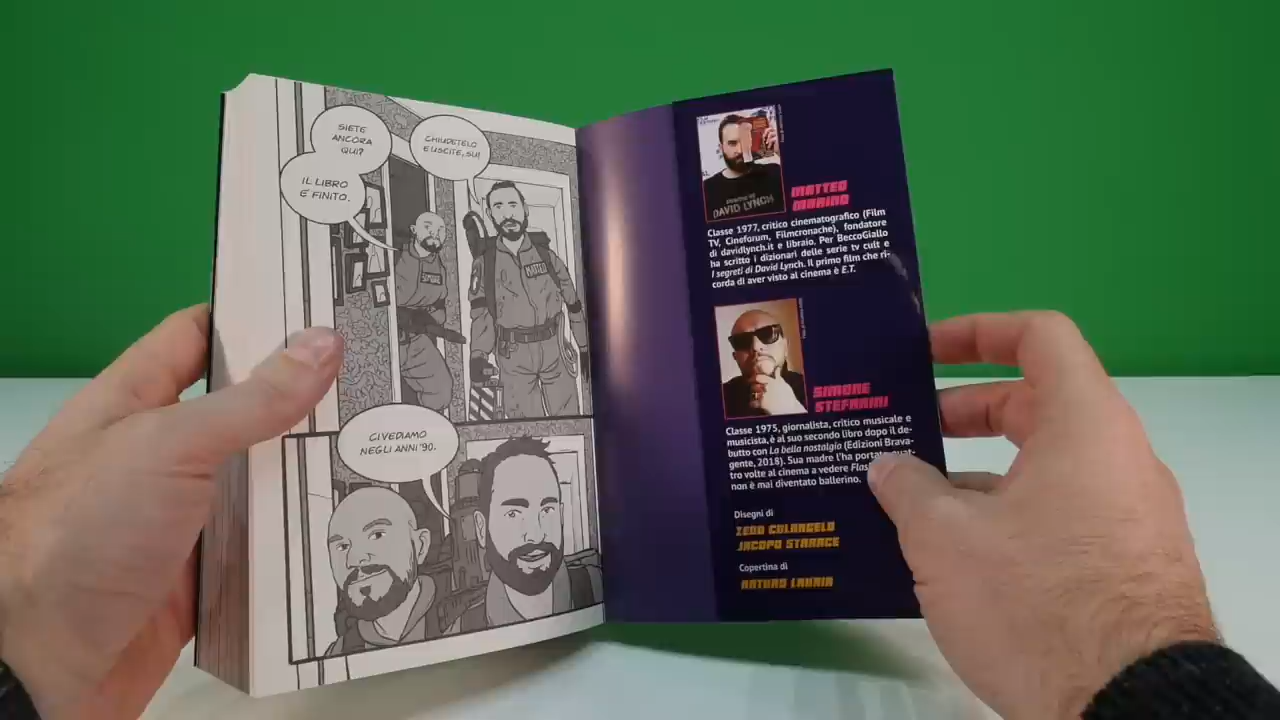 SIETE
ANCORA
QUI?
IL LIBRO
È FINITO.
CHIUDETELO
E USCITE, SU!
SIMONE
MATTEO
CI VEDIAMO
NEGLI ANNI '90.
DAVID LYNCH
MATTEO
MARINO
Classe 1977, critico cinematografico (Film
TV, Cineforum, Filmcronache), fondatore
di davidlynch.it e libraio. Per BeccoGiallo
ha scritto i dizionari delle serie tv cult e
I segreti di David Lynch. Il primo film che ri-
corda di aver visto al cinema è E.T.
SIMONE
STEFANINI
Classe 1975, giornalista, critico musicale e
musicista, è al suo secondo libro dopo il de-
butto con La bella nostalgia (Edizioni Brava-
gente, 2018). Sua madre l'ha portato quat-
tro volte al cinema a vedere
non è mai diventato ballerino.
Disegni di
ZEDO COLANGELO
JACOPO STARACE
Copertina di
ARTURO LAURIA